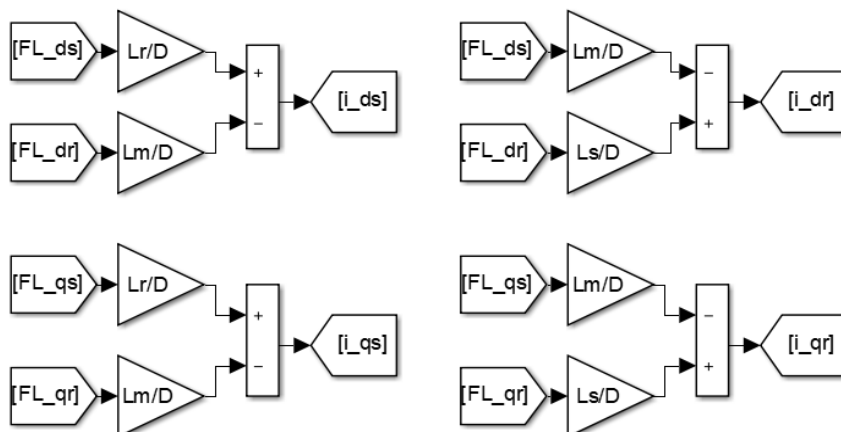 [FL_ds] Lr/D + [i_ds]
[FL_dr] Lm/D −
[FL_ds] Lm/D − [i_dr]
[FL_dr] Ls/D +
[FL_qs] Lr/D + [i_qs]
[FL_qr] Lm/D −
[FL_qs] Lm/D − [i_qr]
[FL_qr] Ls/D +